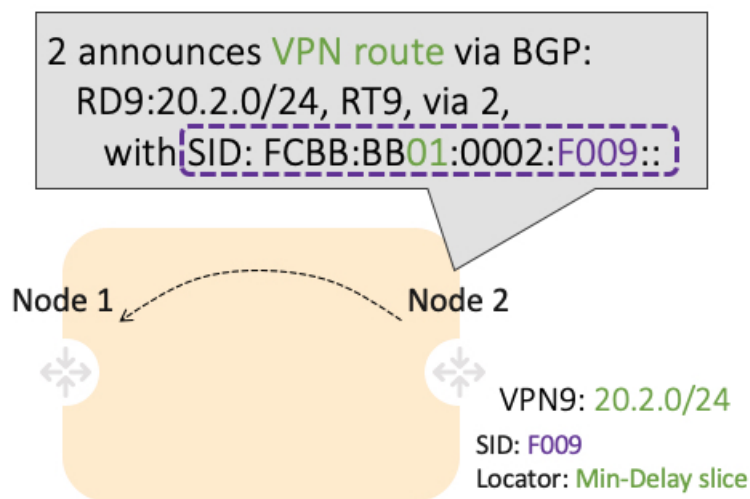 2 announces VPN route via BGP:
RD9:20.2.0/24, RT9, via 2,
with SID: FCBB:BB01:0002:F009::
Node 1
Node 2
VPN9: 20.2.0/24
SID: F009
Locator: Min-Delay slice